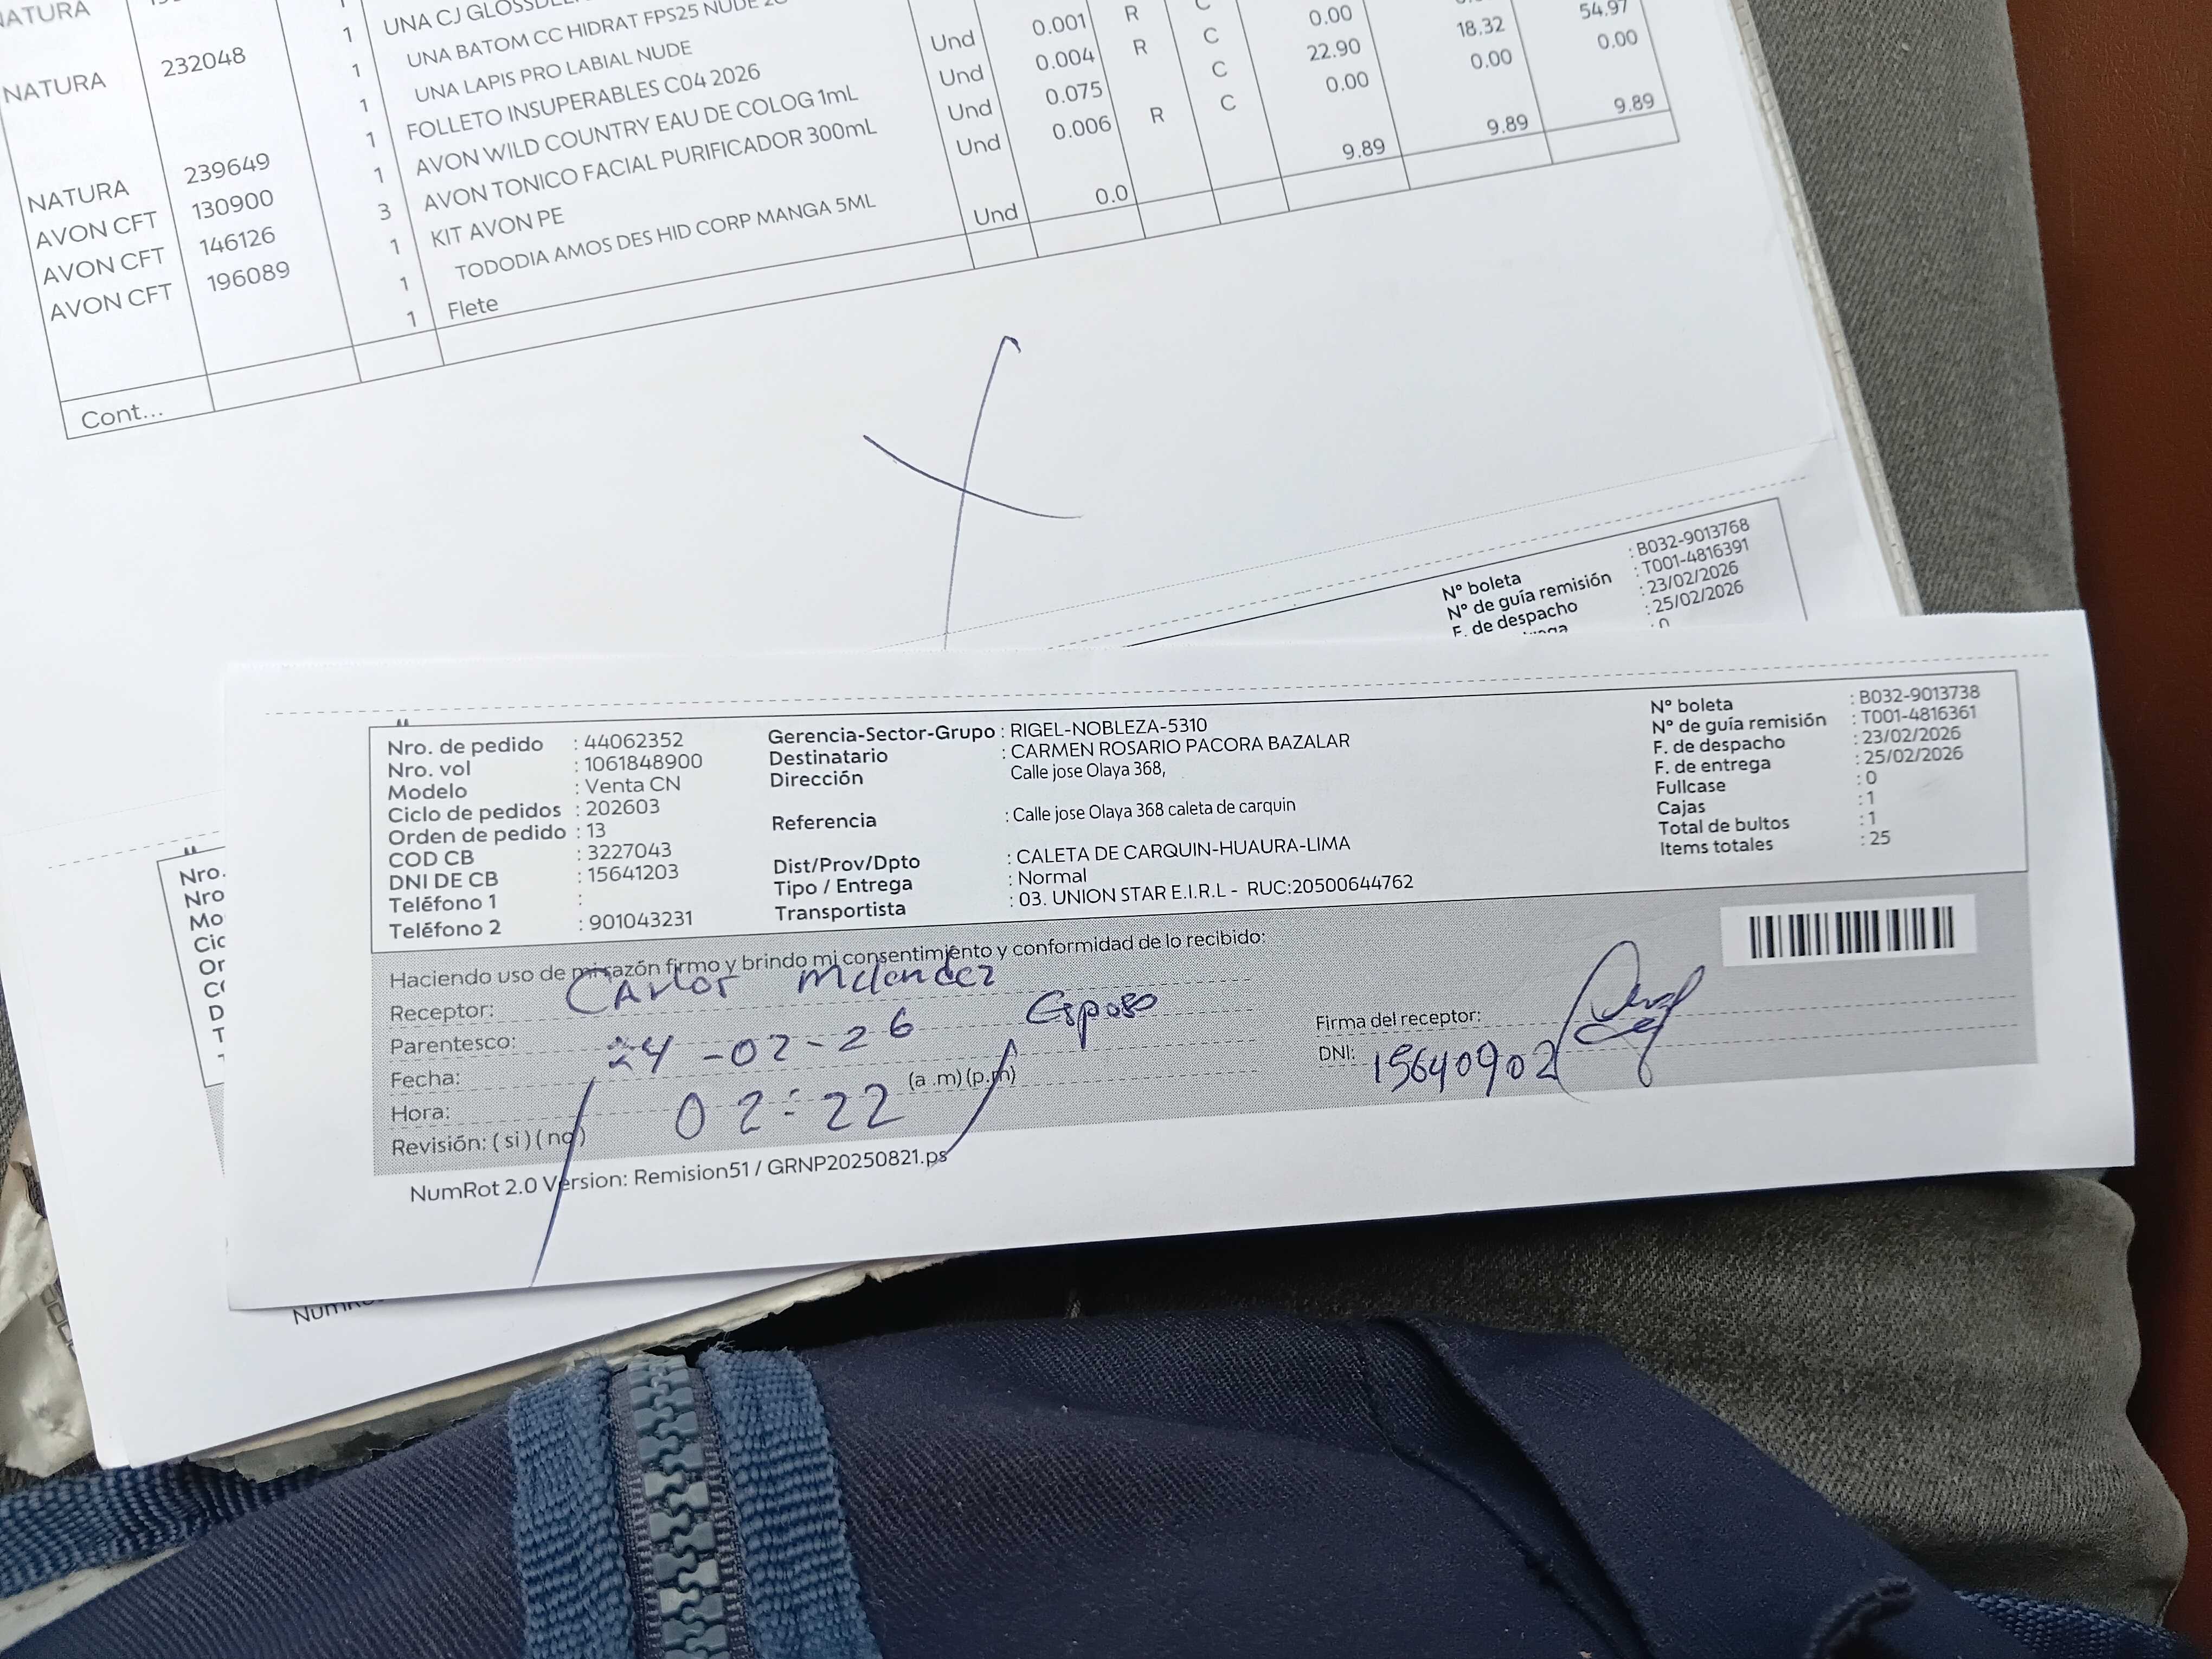 NATURA
1 UNA CJ
NATURA 232048 1 UNA BATOM CC HIDRAT FPS25 NUDE
1 UNA LAPIS PRO LABIAL NUDE
1 FOLLETO INSUPERABLES C04 2026
NATURA 239649 1 AVON WILD COUNTRY EAU DE COLOG 1mL
AVON CFT 130900 3 AVON TONICO FACIAL PURIFICADOR 300mL
AVON CFT 146126 1 KIT AVON PE
AVON CFT 196089 1 TODODIA AMOS DES HID CORP MANGA 5ML
1 Flete
Und 0.001 R C 0.00 18.32 54.97
Und 0.004 R C 22.90 0.00 0.00
Und 0.075 C 0.00
Und 0.006 R C 9.89 9.89 9.89
Und 0.0
Cont...
Nº boleta : B032-9013768
Nº de guía remisión : T001-4816391
F. de despacho : 23/02/2026
: 25/02/2026
: 0
Nro. de pedido : 44062352
Nro. vol : 1061848900
Modelo : Venta CN
Ciclo de pedidos : 202603
Orden de pedido : 13
COD CB : 3227043
DNI DE CB : 15641203
Teléfono 1 :
Teléfono 2 : 901043231
Gerencia-Sector-Grupo : RIGEL-NOBLEZA-5310
Destinatario : CARMEN ROSARIO PACORA BAZALAR
Dirección Calle jose Olaya 368,
Referencia : Calle jose Olaya 368 caleta de carquin
Dist/Prov/Dpto : CALETA DE CARQUIN-HUAURA-LIMA
Tipo / Entrega : Normal
Transportista : 03. UNION STAR E.I.R.L - RUC:20500644762
Nº boleta : B032-9013738
Nº de guía remisión : T001-4816361
F. de despacho : 23/02/2026
F. de entrega : 25/02/2026
Fullcase : 0
Cajas : 1
Total de bultos : 1
Items totales : 25
Haciendo uso de mi razón firmo y brindo mi consentimiento y conformidad de lo recibido:
Receptor: CArlos Melendez
Parentesco: Esposo
Fecha: 24-02-26
Hora: 02:22 (a .m) (p.m)
Revisión: ( si ) ( no )
Firma del receptor:
DNI: 15640902
NumRot 2.0 Version: Remision51 / GRNP20250821.ps
Nro.
Nro
Mo
Cic
Or
D
T